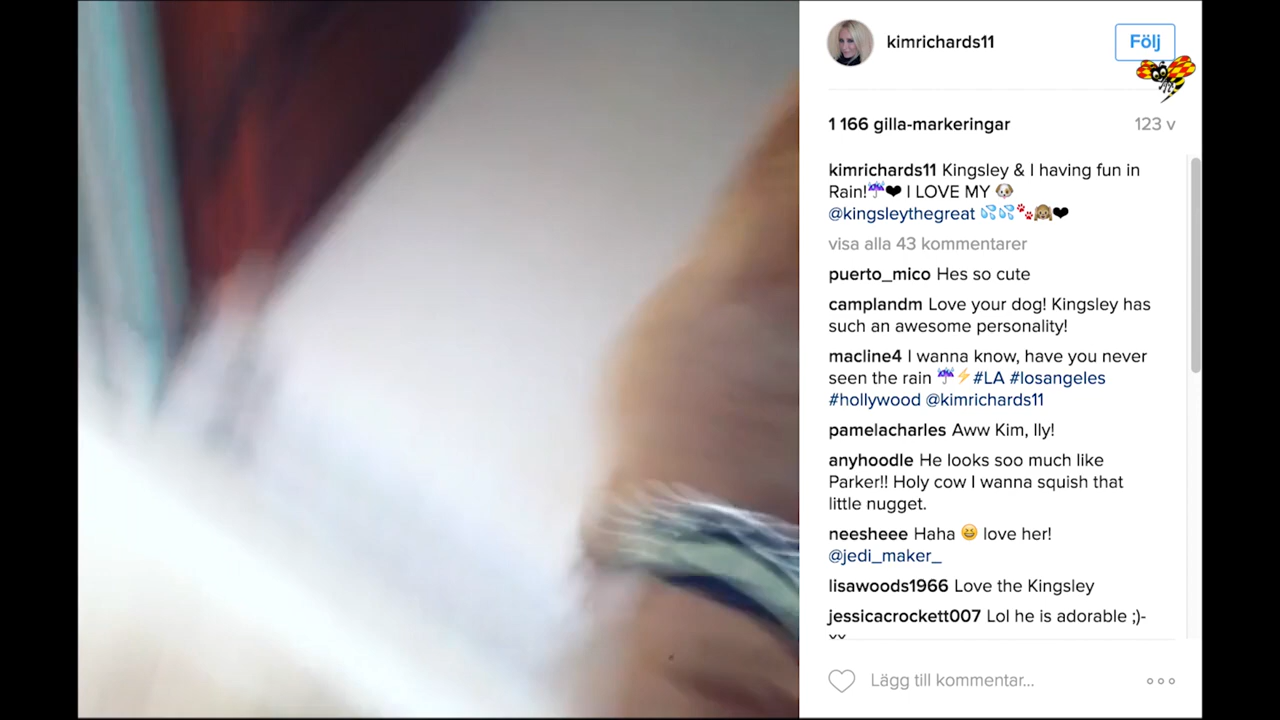 kimrichards11
Följ
1 166 gilla-markeringar
123 v
kimrichards11 Kingsley & I having fun in
Rain!☔❤ I LOVE MY 🐶
@kingsleythegreat 💦💦🐾🙉❤
visa alla 43 kommentarer
puerto_mico Hes so cute
camplandm Love your dog! Kingsley has
such an awesome personality!
macline4 I wanna know, have you never
seen the rain ☔⚡#LA #losangeles
#hollywood @kimrichards11
pamelacharles Aww Kim, Ily!
anyhoodle He looks soo much like
Parker!! Holy cow I wanna squish that
little nugget.
neesheee Haha 😆 love her!
@jedi_maker_
lisawoods1966 Love the Kingsley
jessicacrockett007 Lol he is adorable ;)-
xx
Lägg till kommentar...